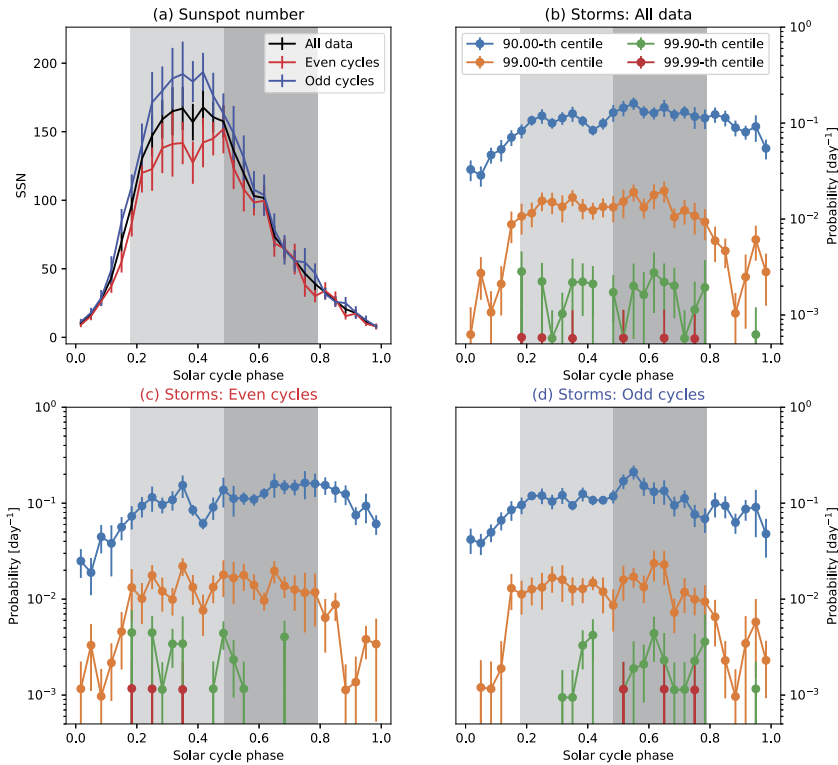 (a) Sunspot number
(b) Storms: All data
All data
Even cycles
Odd cycles
90.00-th centile
99.00-th centile
99.90-th centile
99.99-th centile
SSN
200
150
100
50
0
10⁰
10⁻¹
10⁻²
10⁻³
Probability [day⁻¹]
0.0 0.2 0.4 0.6 0.8 1.0
Solar cycle phase
0.0 0.2 0.4 0.6 0.8 1.0
Solar cycle phase
(c) Storms: Even cycles
(d) Storms: Odd cycles
Probability [day⁻¹]
10⁰
10⁻¹
10⁻²
10⁻³
10⁰
10⁻¹
10⁻²
10⁻³
Probability [day⁻¹]
0.0 0.2 0.4 0.6 0.8 1.0
Solar cycle phase
0.0 0.2 0.4 0.6 0.8 1.0
Solar cycle phase